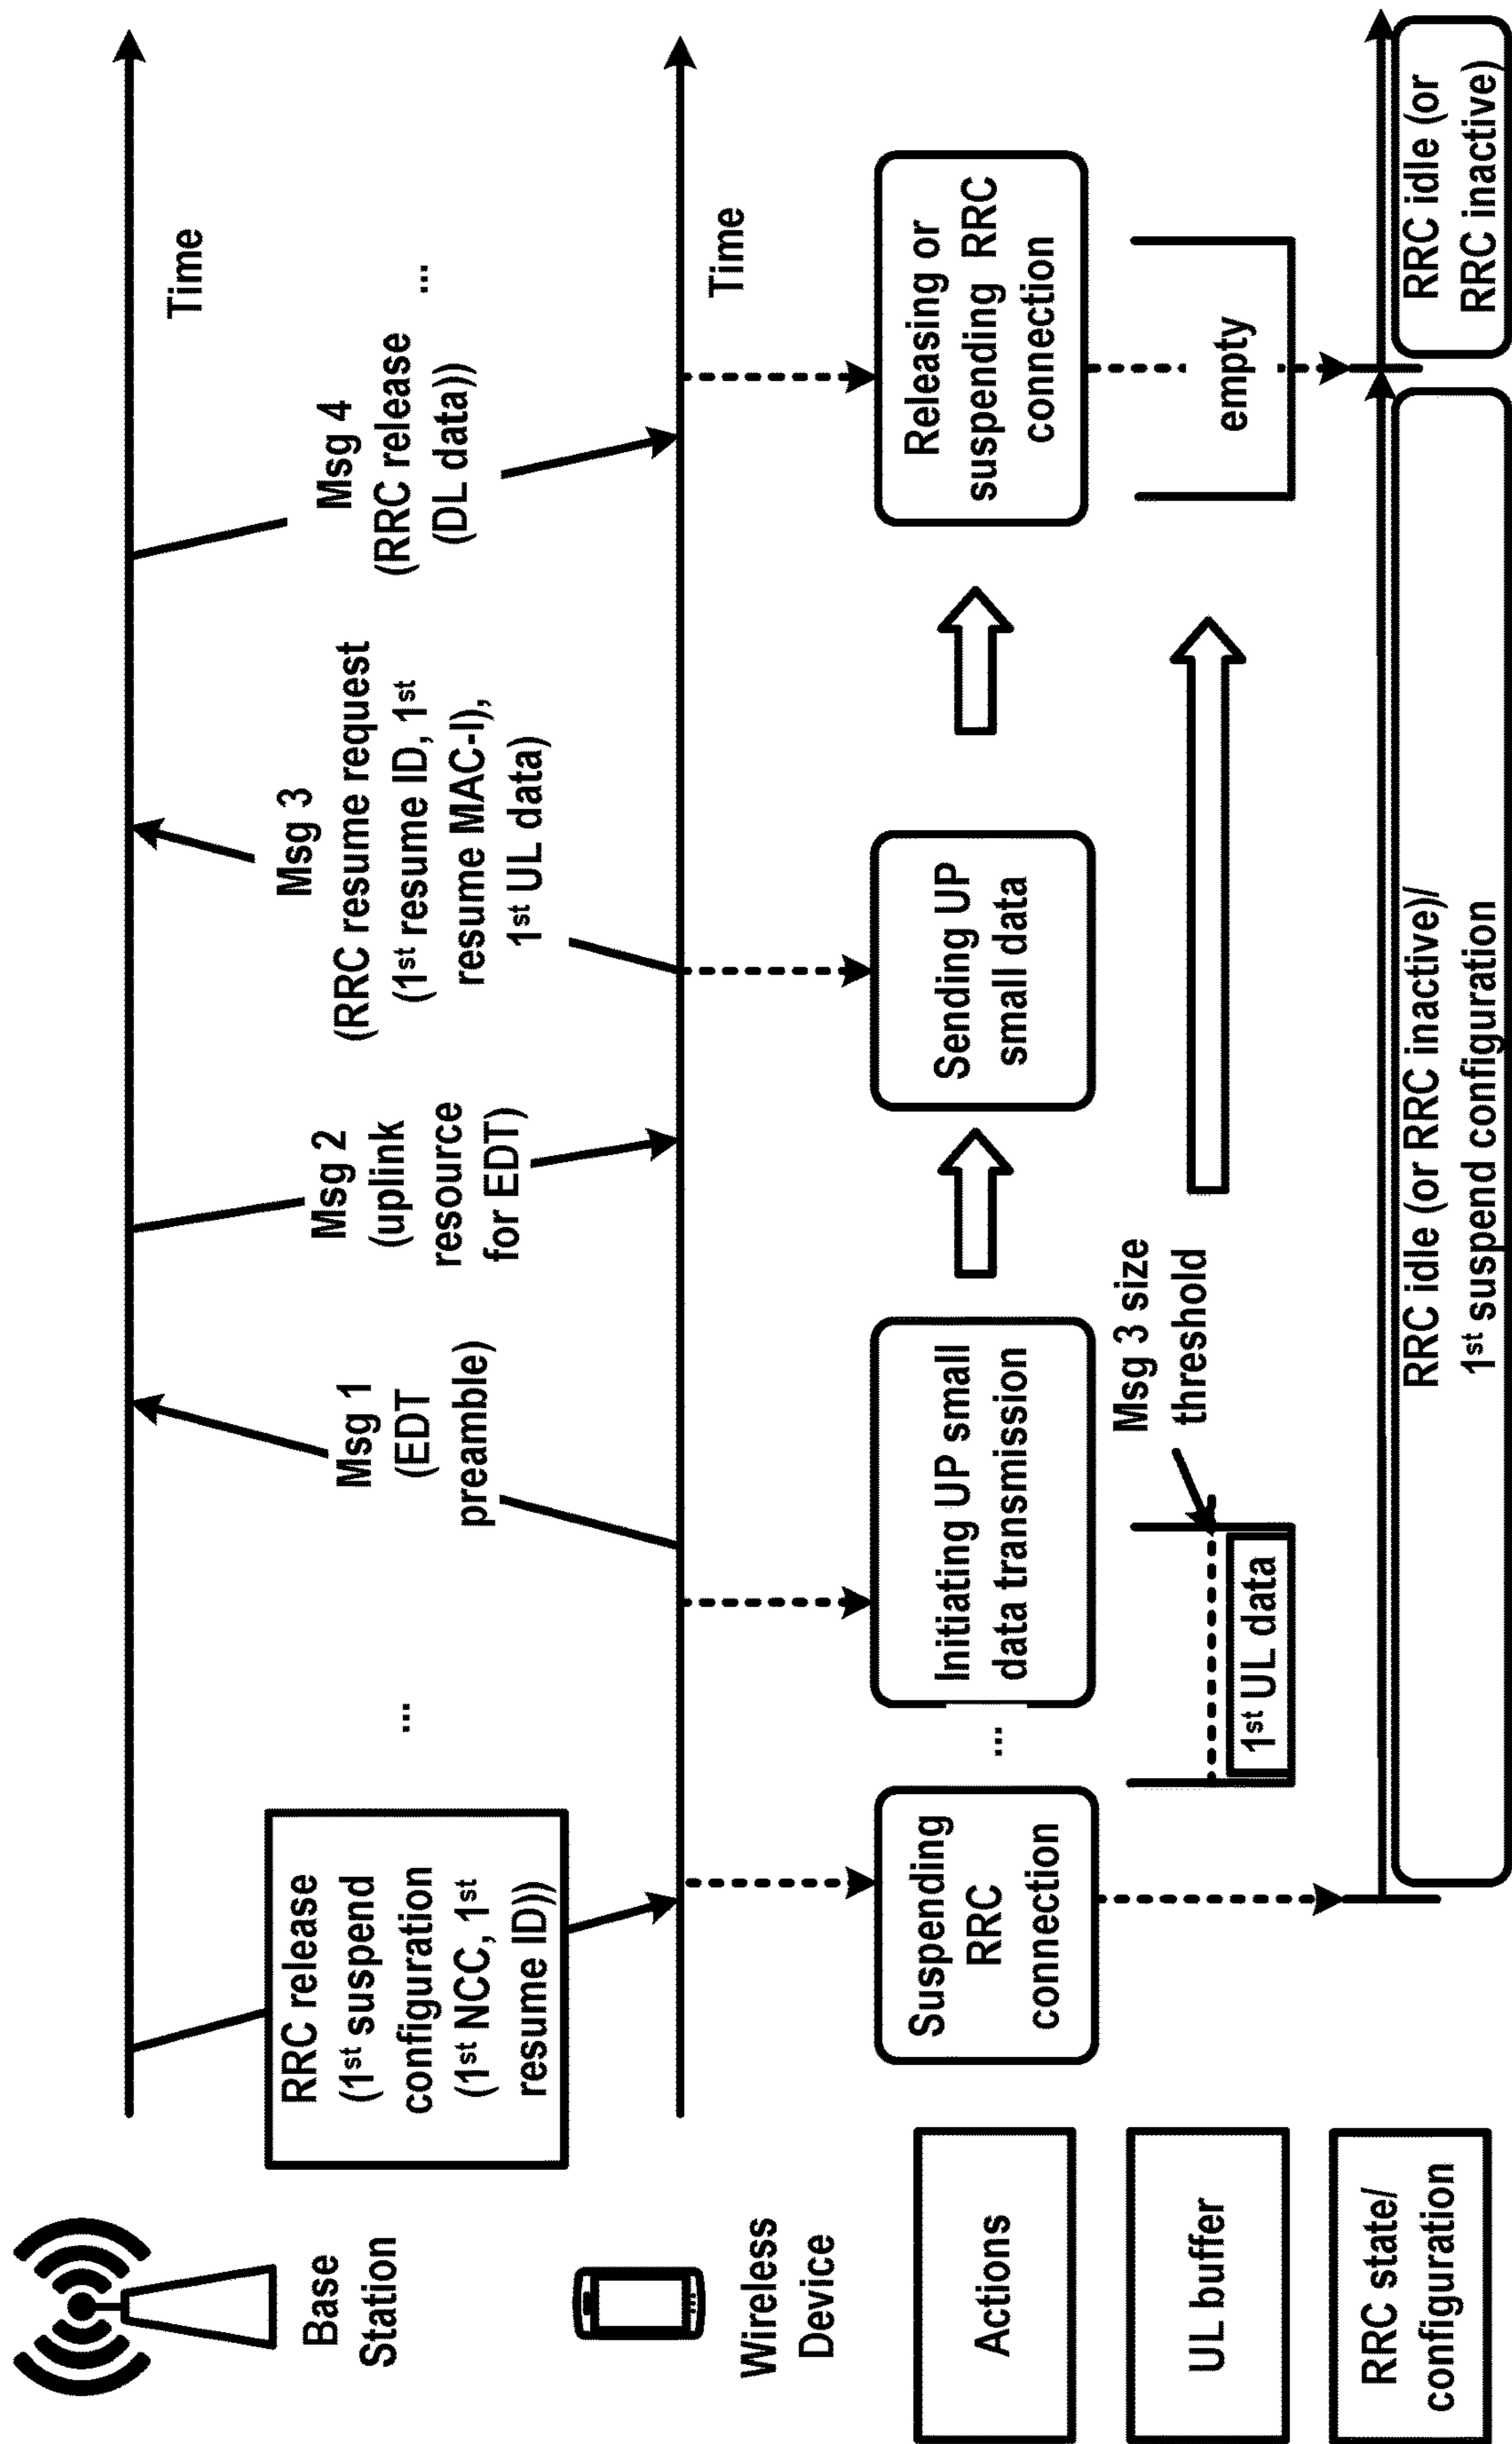 Base
Station
RRC release
(1st suspend
configuration
(1st NCC, 1st
resume ID))
...
Msg 1
(EDT
preamble)
Msg 2
(uplink
resource
for EDT)
Msg 3
(RRC resume request
(1st resume ID, 1st
resume MAC-I),
1st UL data)
Msg 4
(RRC release
(DL data))
...
Time
Wireless
Device
Time
Actions
Suspending
RRC
connection
...
Initiating UP small
data transmission
Sending UP
small data
Releasing or
suspending RRC
connection
UL buffer
1st UL data
Msg 3 size
threshold
empty
RRC state/
configuration
RRC idle (or RRC inactive)/
1st suspend configuration
RRC idle (or
RRC inactive)